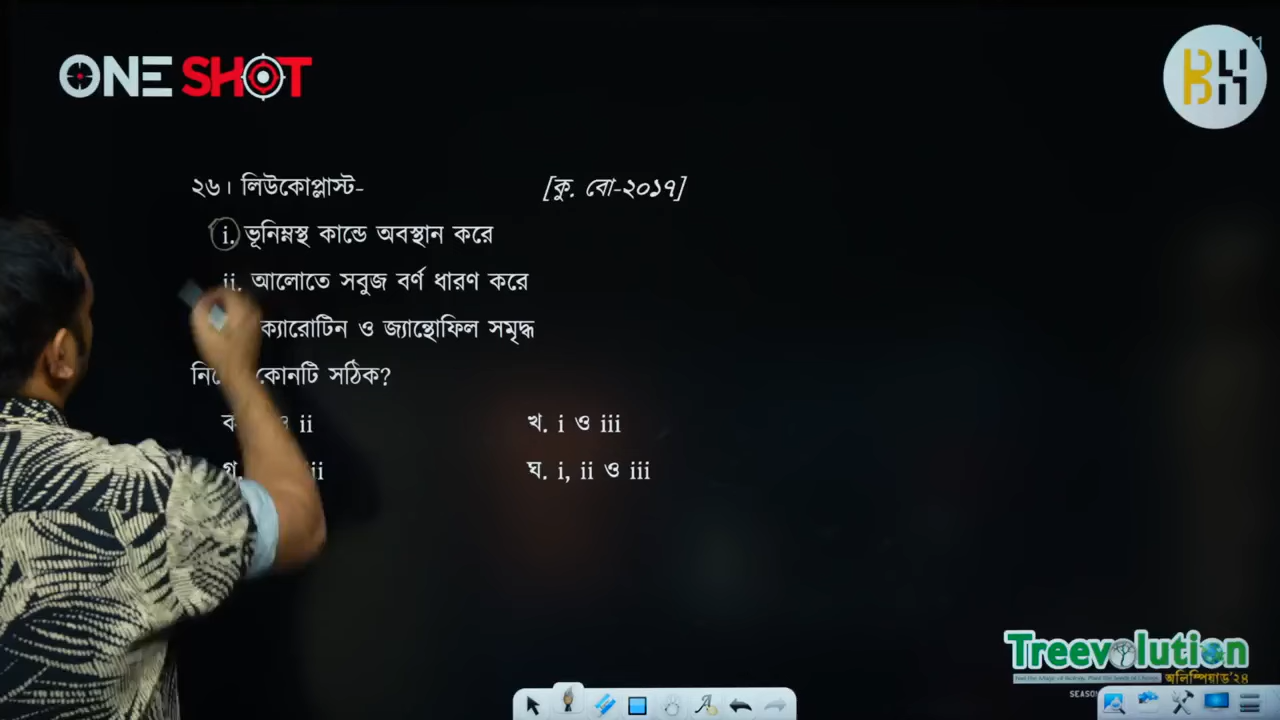 ONE SHOT
BH
২৬। লিউকোপ্লাস্ট- [কু. বো-২০১৭]
i. ভূনিম্নস্থ কান্ডে অবস্থান করে
ii. আলোতে সবুজ বর্ণ ধারণ করে
ক্যারোটিন ও জ্যান্থোফিল সমৃদ্ধ
কোনটি সঠিক?
ii খ. i ও iii
ঘ. i, ii ও iii
Treevolution
অলিম্পিয়াড'২৪